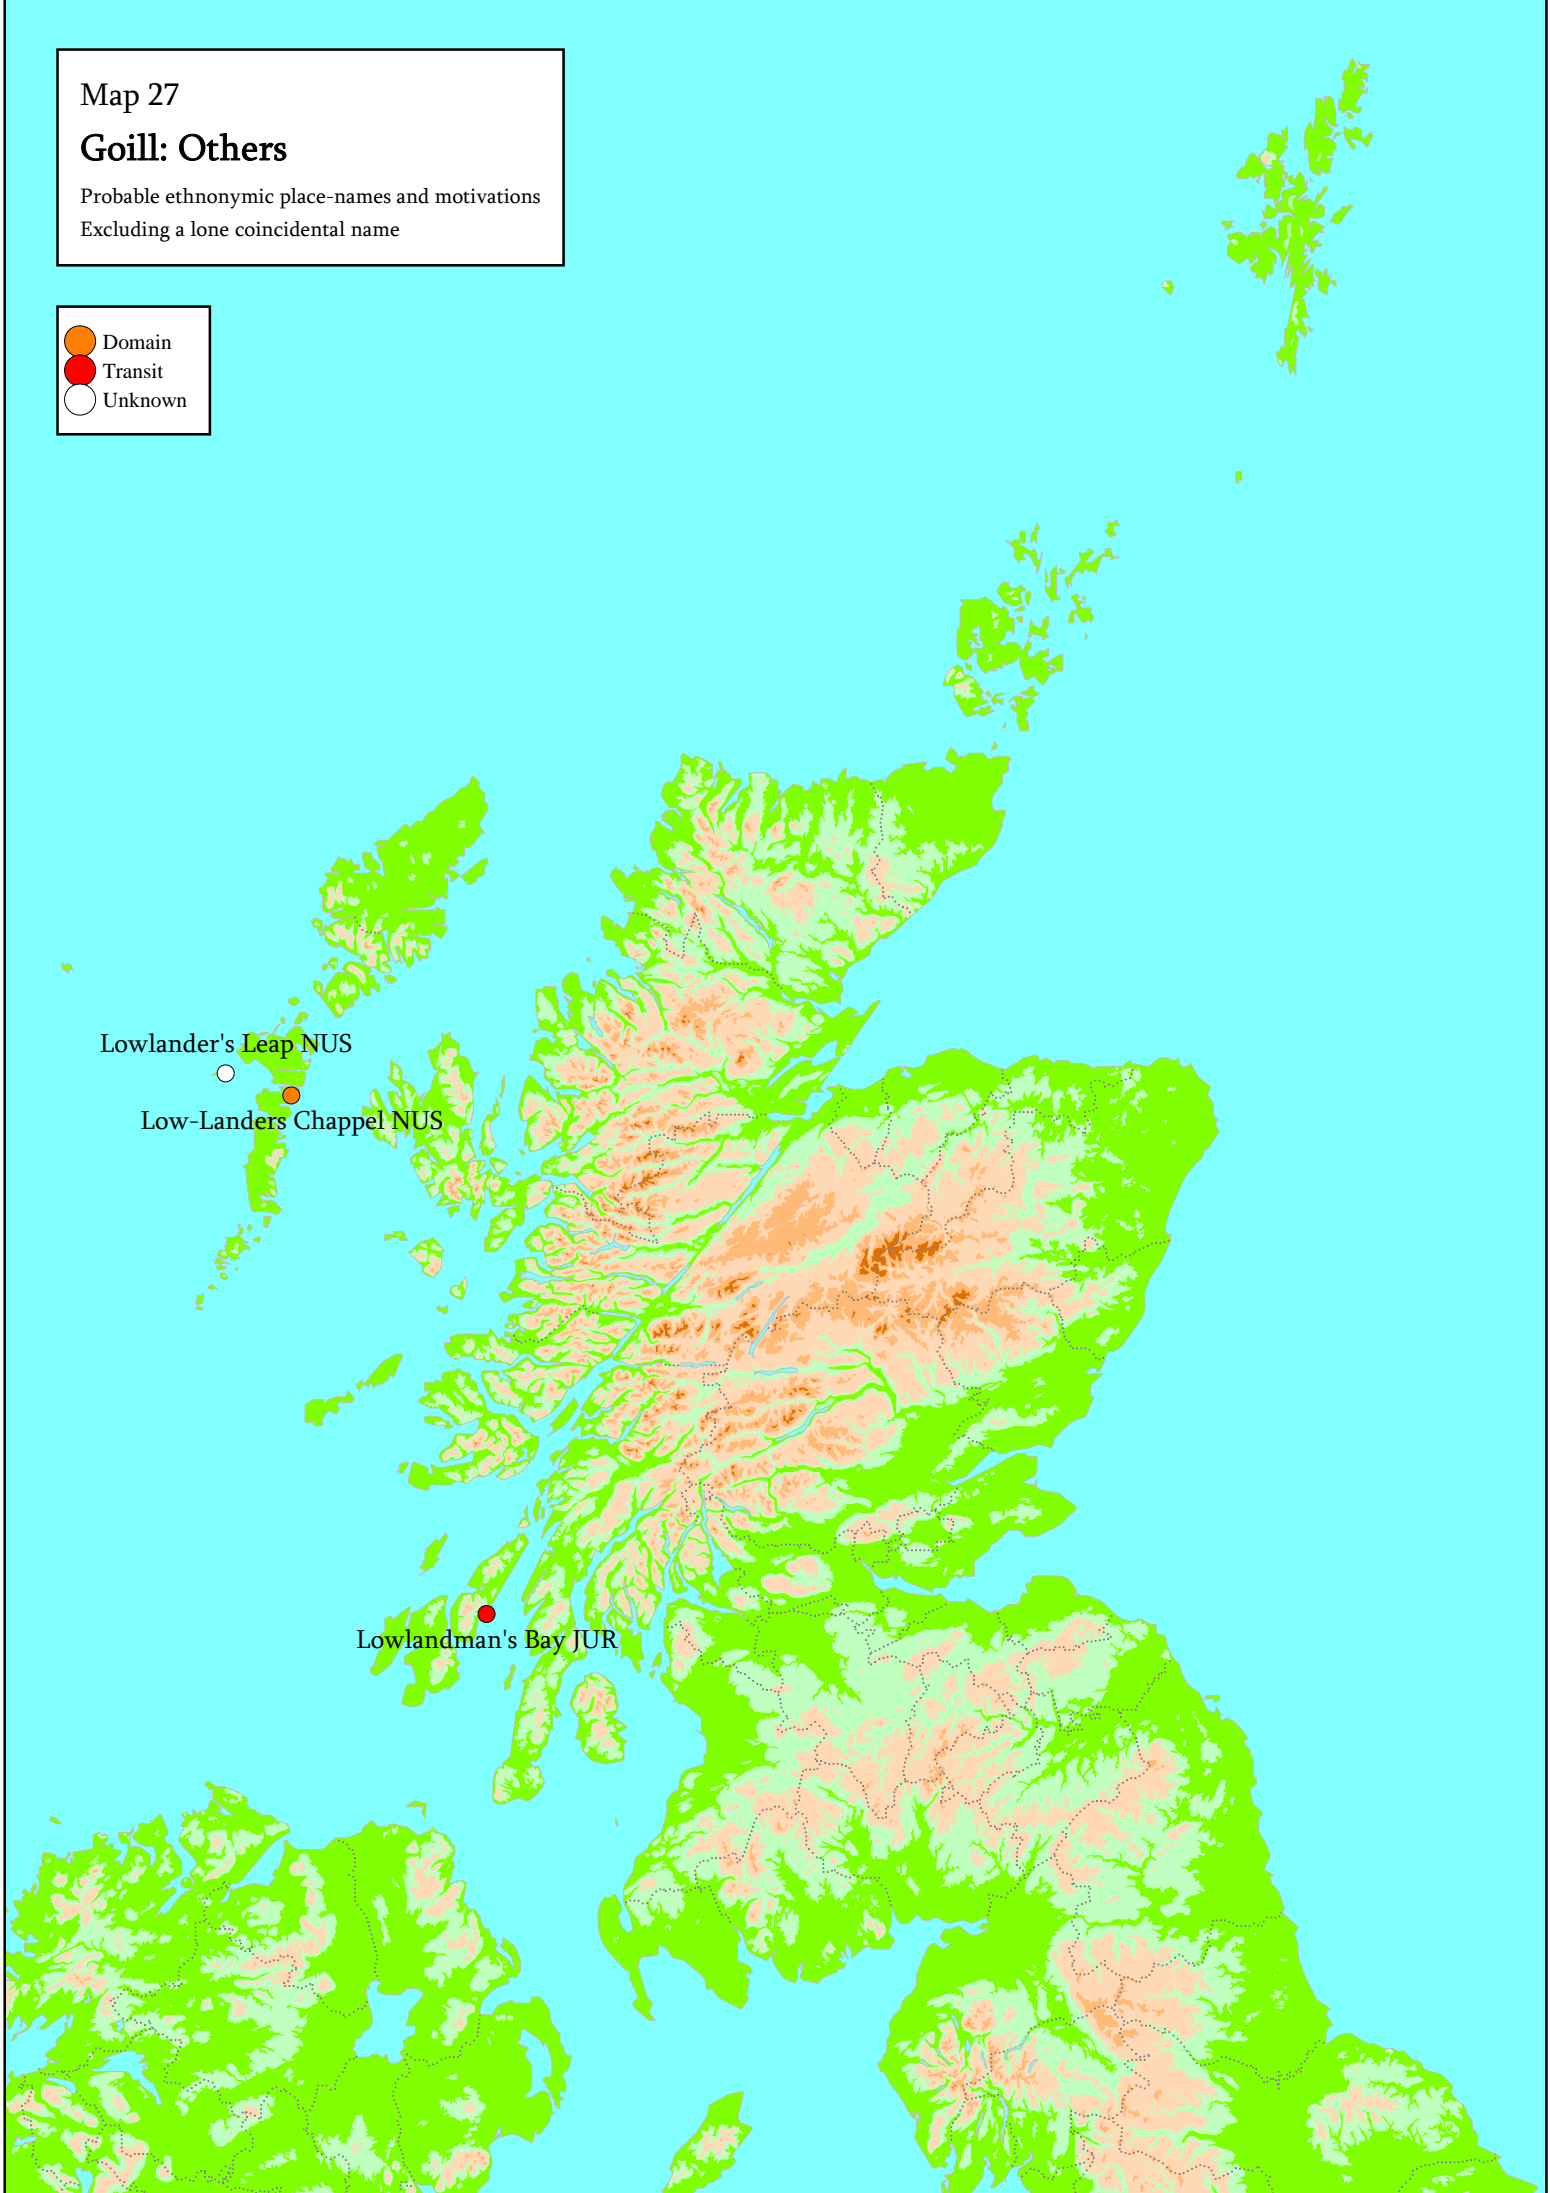 Map 27
Goill: Others
Probable ethnonymic place-names and motivations
Excluding a lone coincidental name
Domain
Transit
Unknown
Lowlander's Leap NUS
Low-Landers Chappel NUS
Lowlandman's Bay JUR